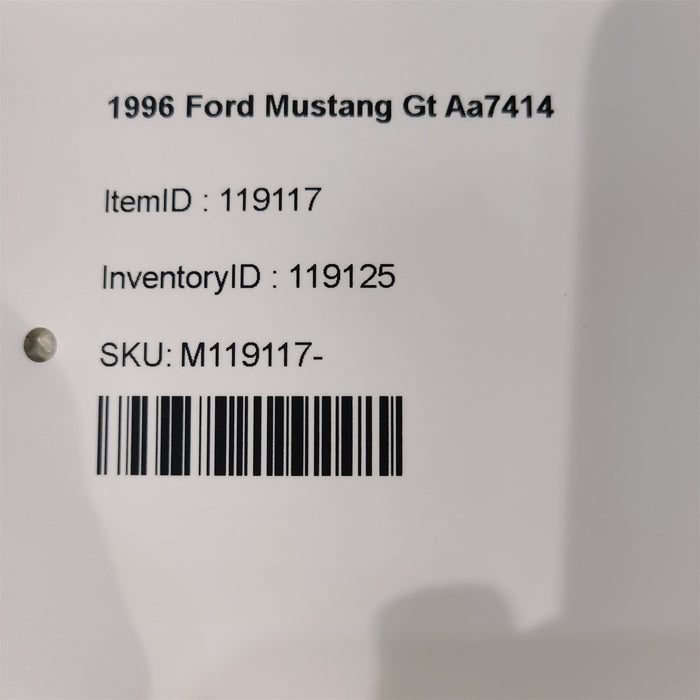 1996 Ford Mustang Gt Aa7414
ItemID : 119117
InventoryID : 119125
SKU: M119117-